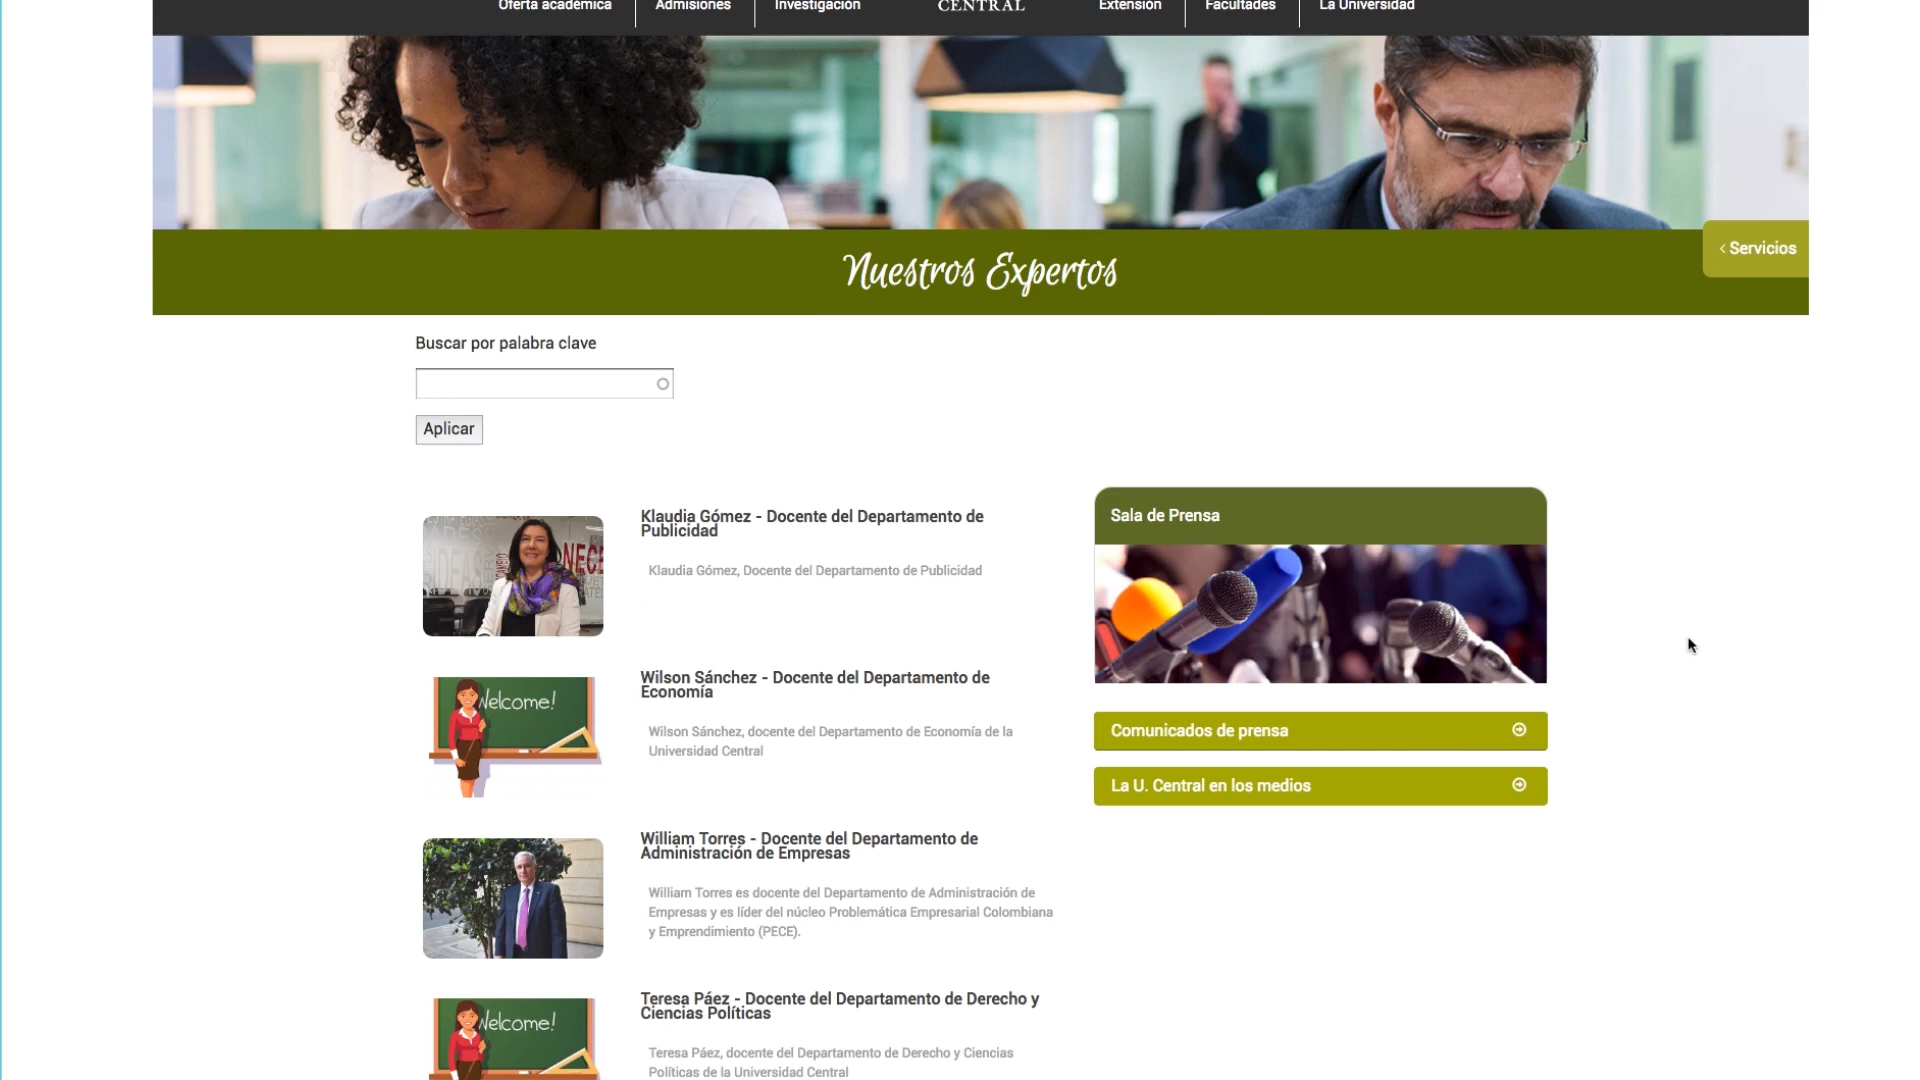 Oferta académica
Admisiones
Investigación
CENTRAL
Extensión
Facultades
La Universidad
Nuestros Expertos
‹ Servicios
Buscar por palabra clave
Aplicar
Klaudia Gómez - Docente del Departamento de
Publicidad
Klaudia Gómez, Docente del Departamento de Publicidad
Welcome!
Wilson Sánchez - Docente del Departamento de
Economía
Wilson Sánchez, docente del Departamento de Economía de la
Universidad Central
William Torres - Docente del Departamento de
Administración de Empresas
William Torres es docente del Departamento de Administración de
Empresas y es líder del núcleo Problemática Empresarial Colombiana
y Emprendimiento (PECE).
Welcome!
Teresa Páez - Docente del Departamento de Derecho y
Ciencias Políticas
Teresa Páez, docente del Departamento de Derecho y Ciencias
Políticas de la Universidad Central
Sala de Prensa
Comunicados de prensa
La U. Central en los medios